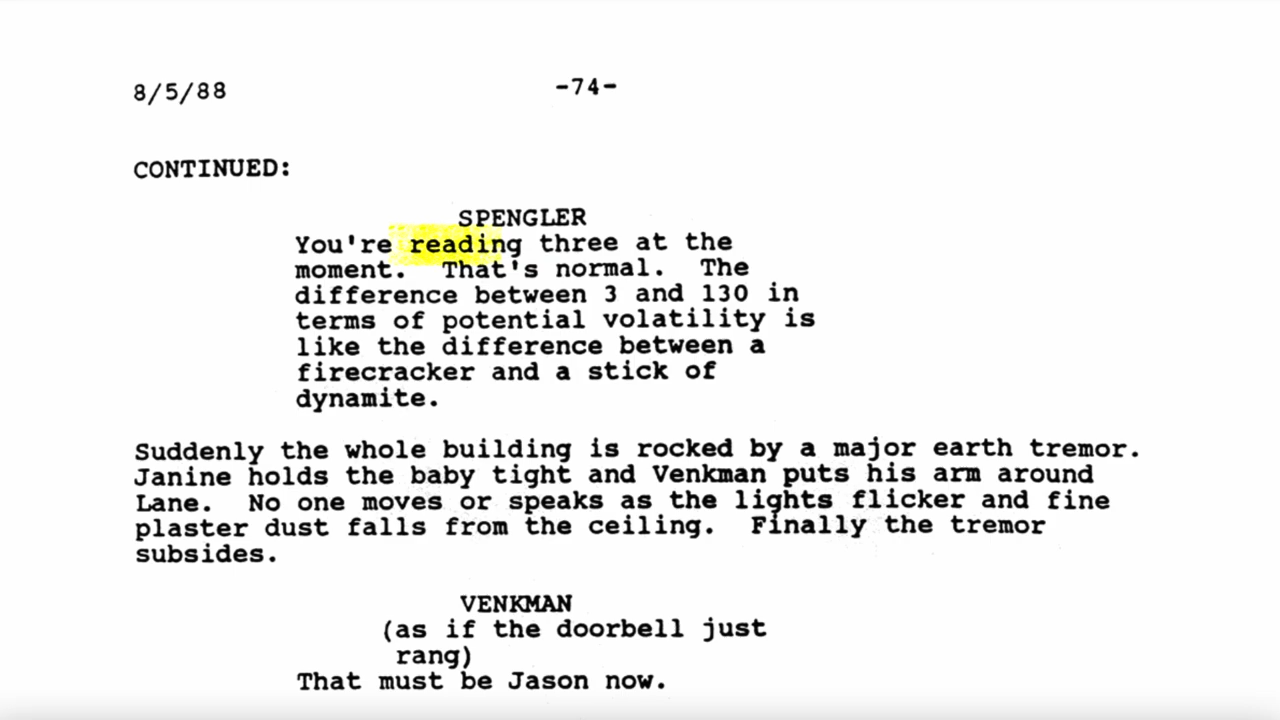 8/5/88 -74-
CONTINUED:
SPENGLER
You're reading three at the
moment. That's normal. The
difference between 3 and 130 in
terms of potential volatility is
like the difference between a
firecracker and a stick of
dynamite.
Suddenly the whole building is rocked by a major earth tremor.
Janine holds the baby tight and Venkman puts his arm around
Lane. No one moves or speaks as the lights flicker and fine
plaster dust falls from the ceiling. Finally the tremor
subsides.
VENKMAN
(as if the doorbell just
rang)
That must be Jason now.